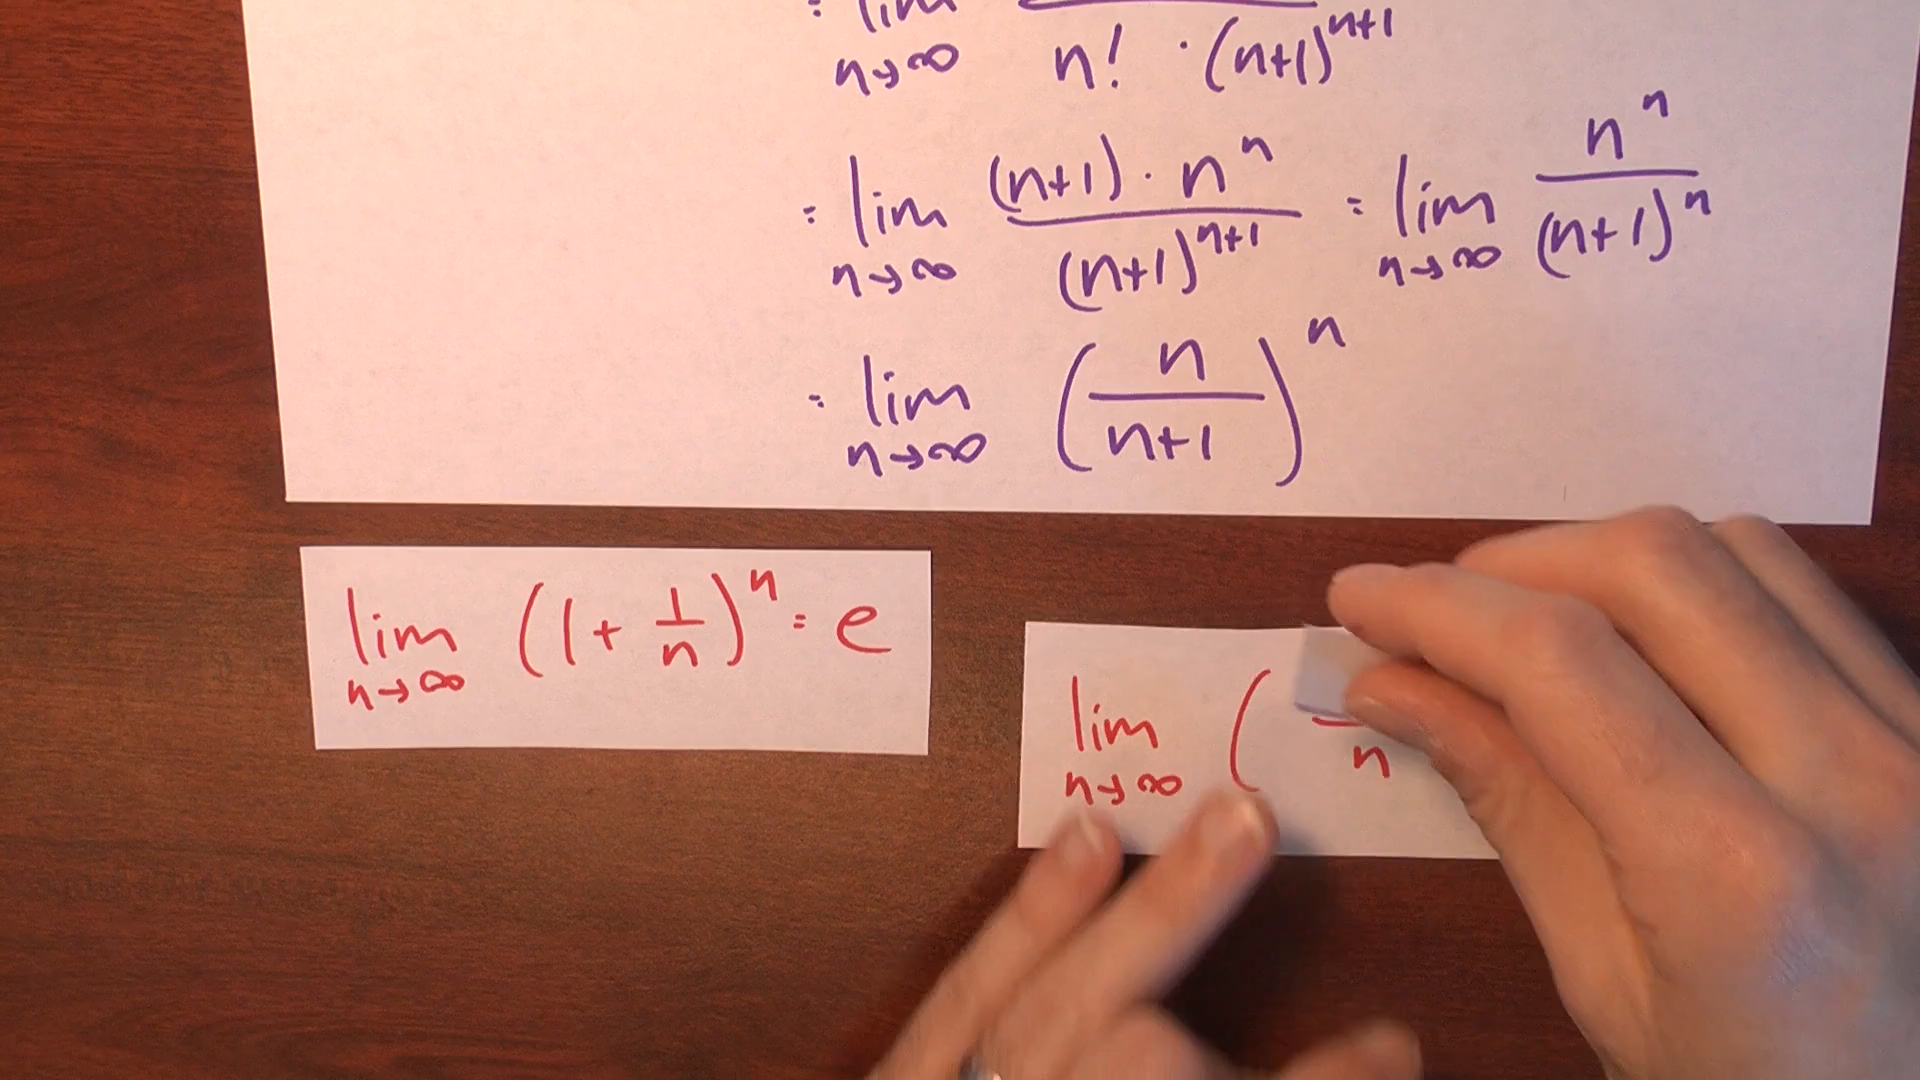 = lim n→∞ / n! · (n+1)^(n+1)
= lim n→∞ (n+1) · n^n / (n+1)^(n+1) = lim n→∞ n^n / (n+1)^n
= lim n→∞ (n / n+1)^n
lim n→∞ (1 + 1/n)^n = e
lim n→∞ ( / n